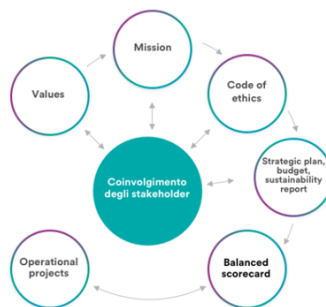 Mission
Values
Code of
ethics
Strategic plan,
budget,
sustainability
report
Coinvolgimento
degli stakeholder
Operational
projects
Balanced
scorecard